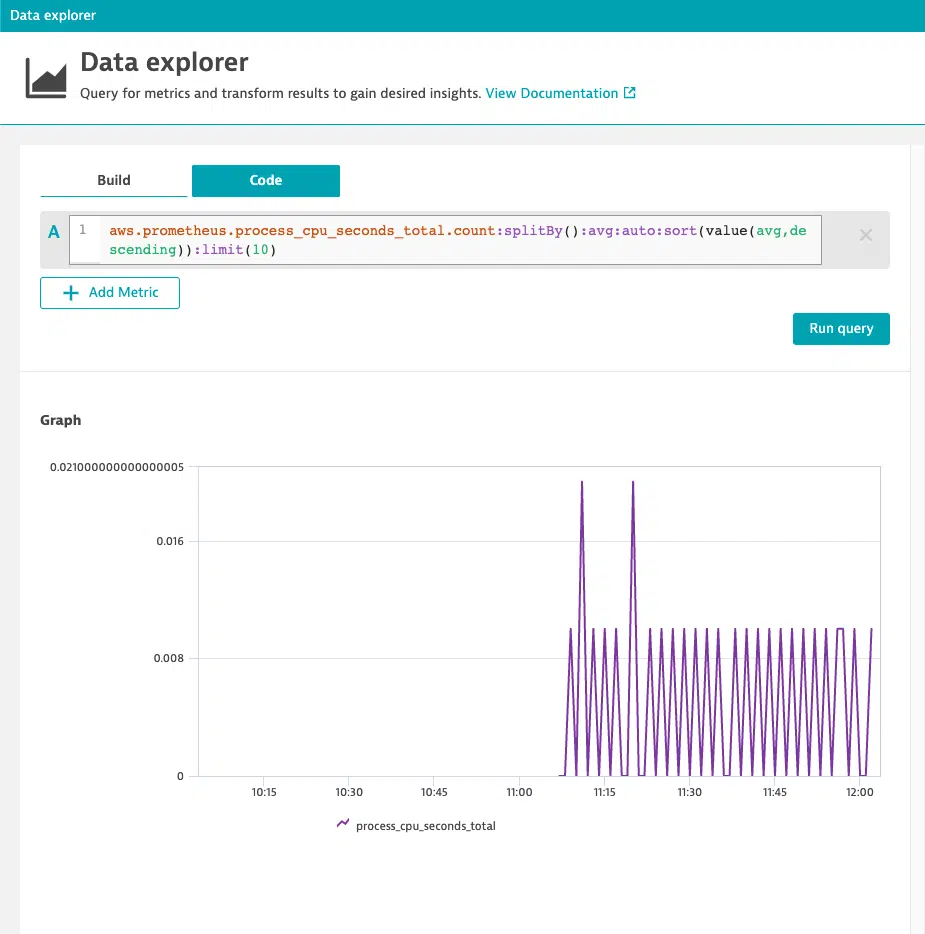 Data explorer
Data explorer
Query for metrics and transform results to gain desired insights. View Documentation
Build
Code
A
1
aws.prometheus.process_cpu_seconds_total.count:splitBy():avg:auto:sort(value(avg,de
scending)):limit(10)
Add Metric
Run query
Graph
0.021000000000000005
0.016
0.008
0
10:15 10:30 10:45 11:00 11:15 11:30 11:45 12:00
process_cpu_seconds_total